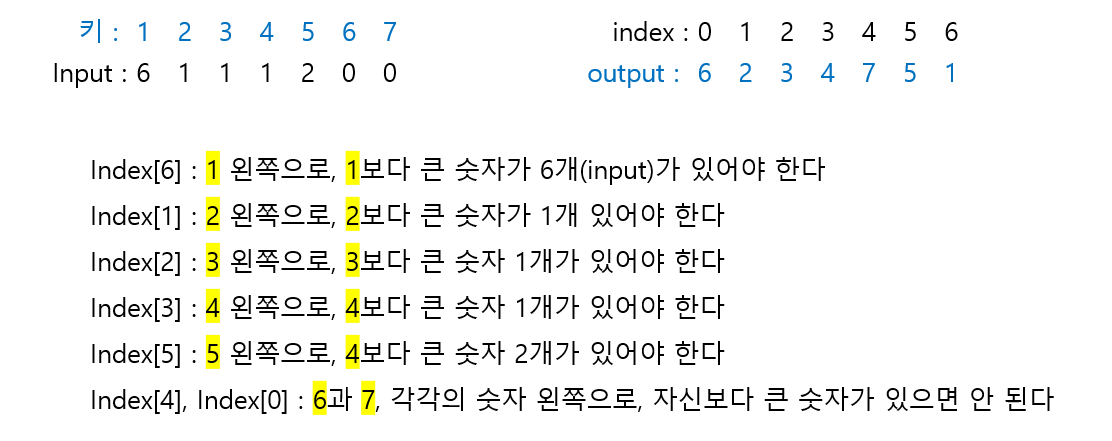 키 : 1 2 3 4 5 6 7
Input : 6 1 1 1 2 0 0
index : 0 1 2 3 4 5 6
output : 6 2 3 4 7 5 1
Index[6] : 1 왼쪽으로, 1보다 큰 숫자가 6개(input)가 있어야 한다
Index[1] : 2 왼쪽으로, 2보다 큰 숫자가 1개 있어야 한다
Index[2] : 3 왼쪽으로, 3보다 큰 숫자 1개가 있어야 한다
Index[3] : 4 왼쪽으로, 4보다 큰 숫자 1개가 있어야 한다
Index[5] : 5 왼쪽으로, 4보다 큰 숫자 2개가 있어야 한다
Index[4], Index[0] : 6과 7, 각각의 숫자 왼쪽으로, 자신보다 큰 숫자가 있으면 안 된다